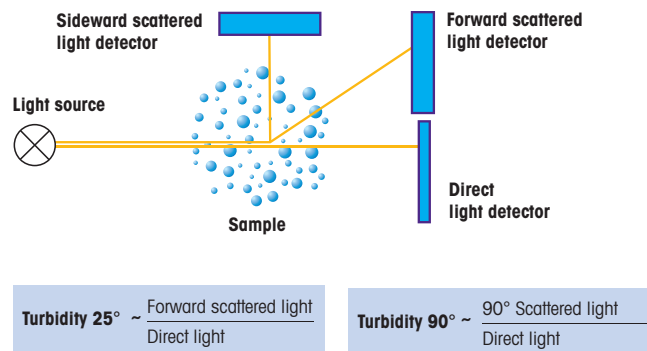 Sideward scattered
light detector
Forward scattered
light detector
Light source
Direct
light detector
Sample
Turbidity 25° ~ Forward scattered light
Direct light
Turbidity 90° ~ 90° Scattered light
Direct light